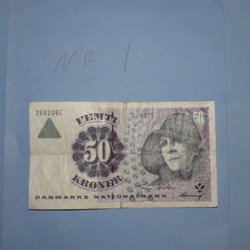 NR 1
FEMTI
50
50
KRONER
DANMARKS NATIONALBANK